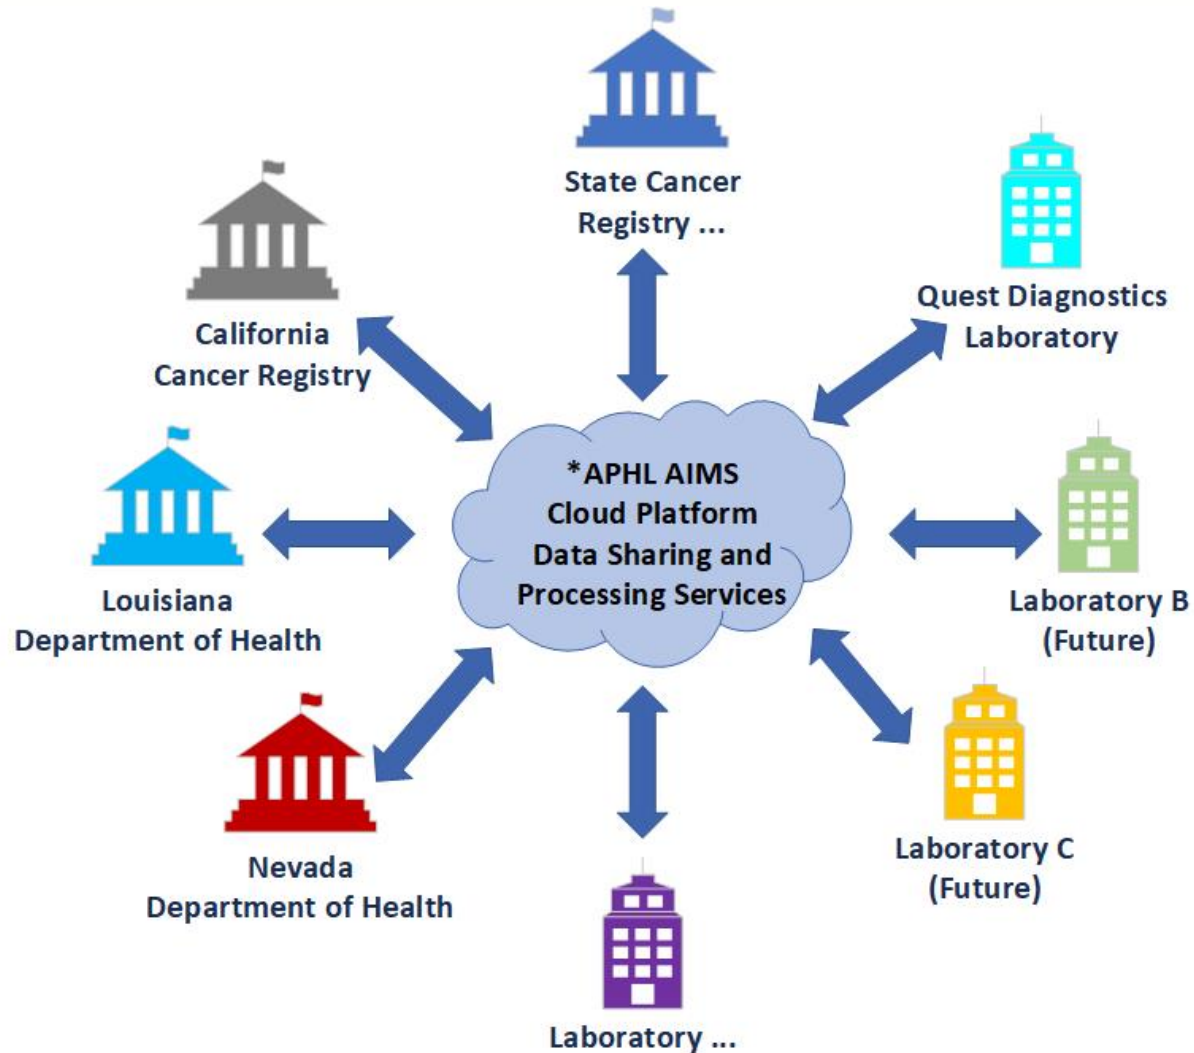 State Cancer
Registry ...
Quest Diagnostics
Laboratory
California
Cancer Registry
*APHL AIMS
Cloud Platform
Data Sharing and
Processing Services
Louisiana
Department of Health
Laboratory B
(Future)
Nevada
Department of Health
Laboratory C
(Future)
Laboratory ...